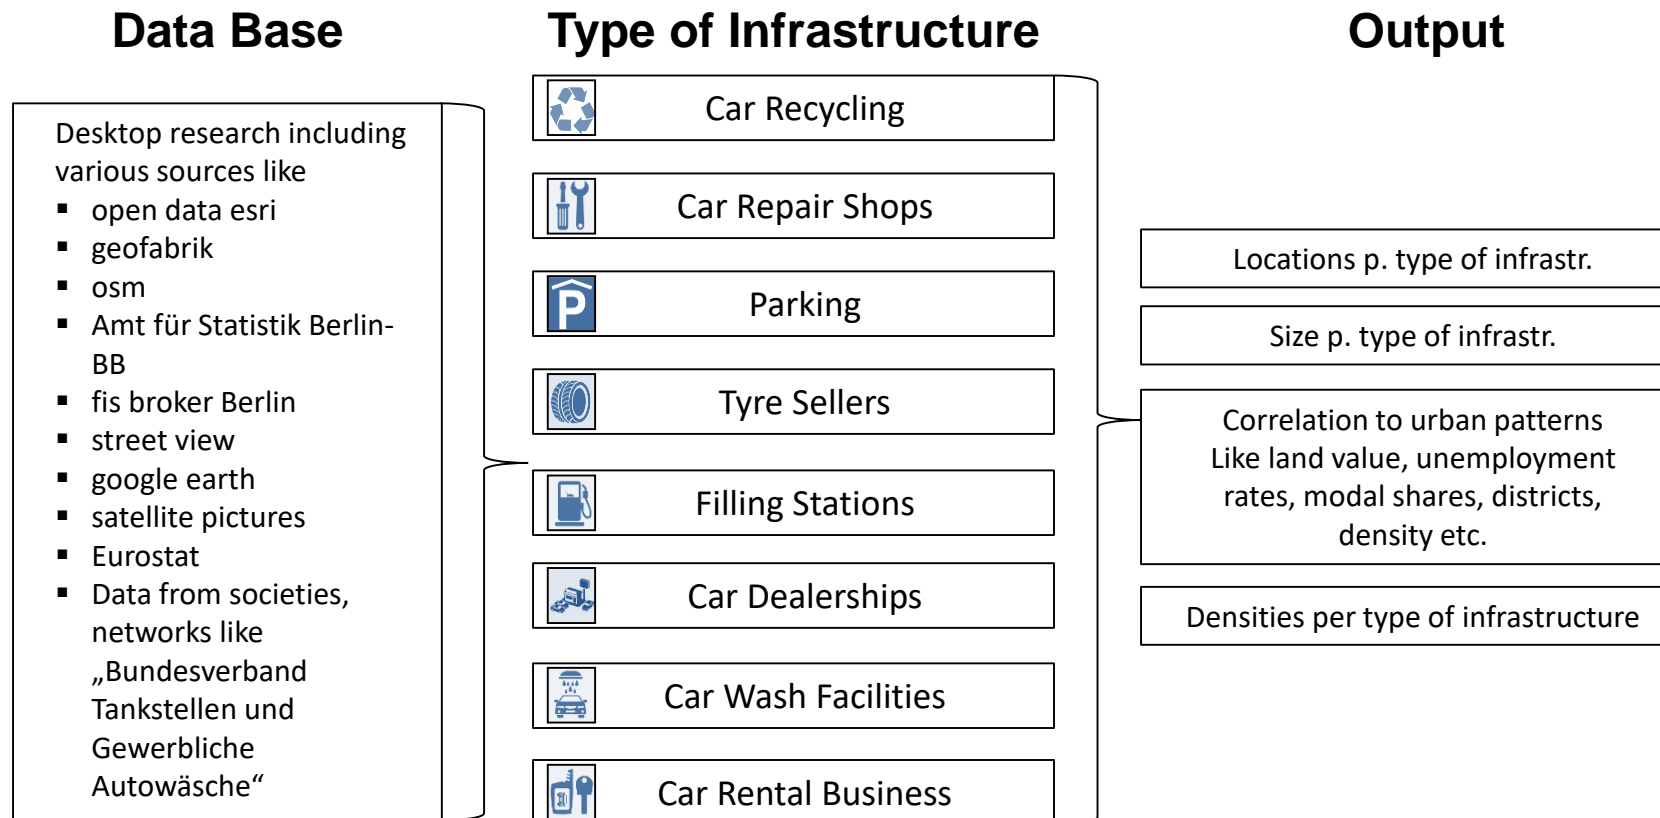 Data Base
Type of Infrastructure
Output
Desktop research including
various sources like
▪ open data esri
▪ geofabrik
▪ osm
▪ Amt für Statistik Berlin-
BB
▪ fis broker Berlin
▪ street view
▪ google earth
▪ satellite pictures
▪ Eurostat
▪ Data from societies,
networks like
„Bundesverband
Tankstellen und
Gewerbliche
Autowäsche“
Car Recycling
Car Repair Shops
P
Parking
Tyre Sellers
Filling Stations
Car Dealerships
Car Wash Facilities
Car Rental Business
Locations p. type of infrastr.
Size p. type of infrastr.
Correlation to urban patterns
Like land value, unemployment
rates, modal shares, districts,
density etc.
Densities per type of infrastructure